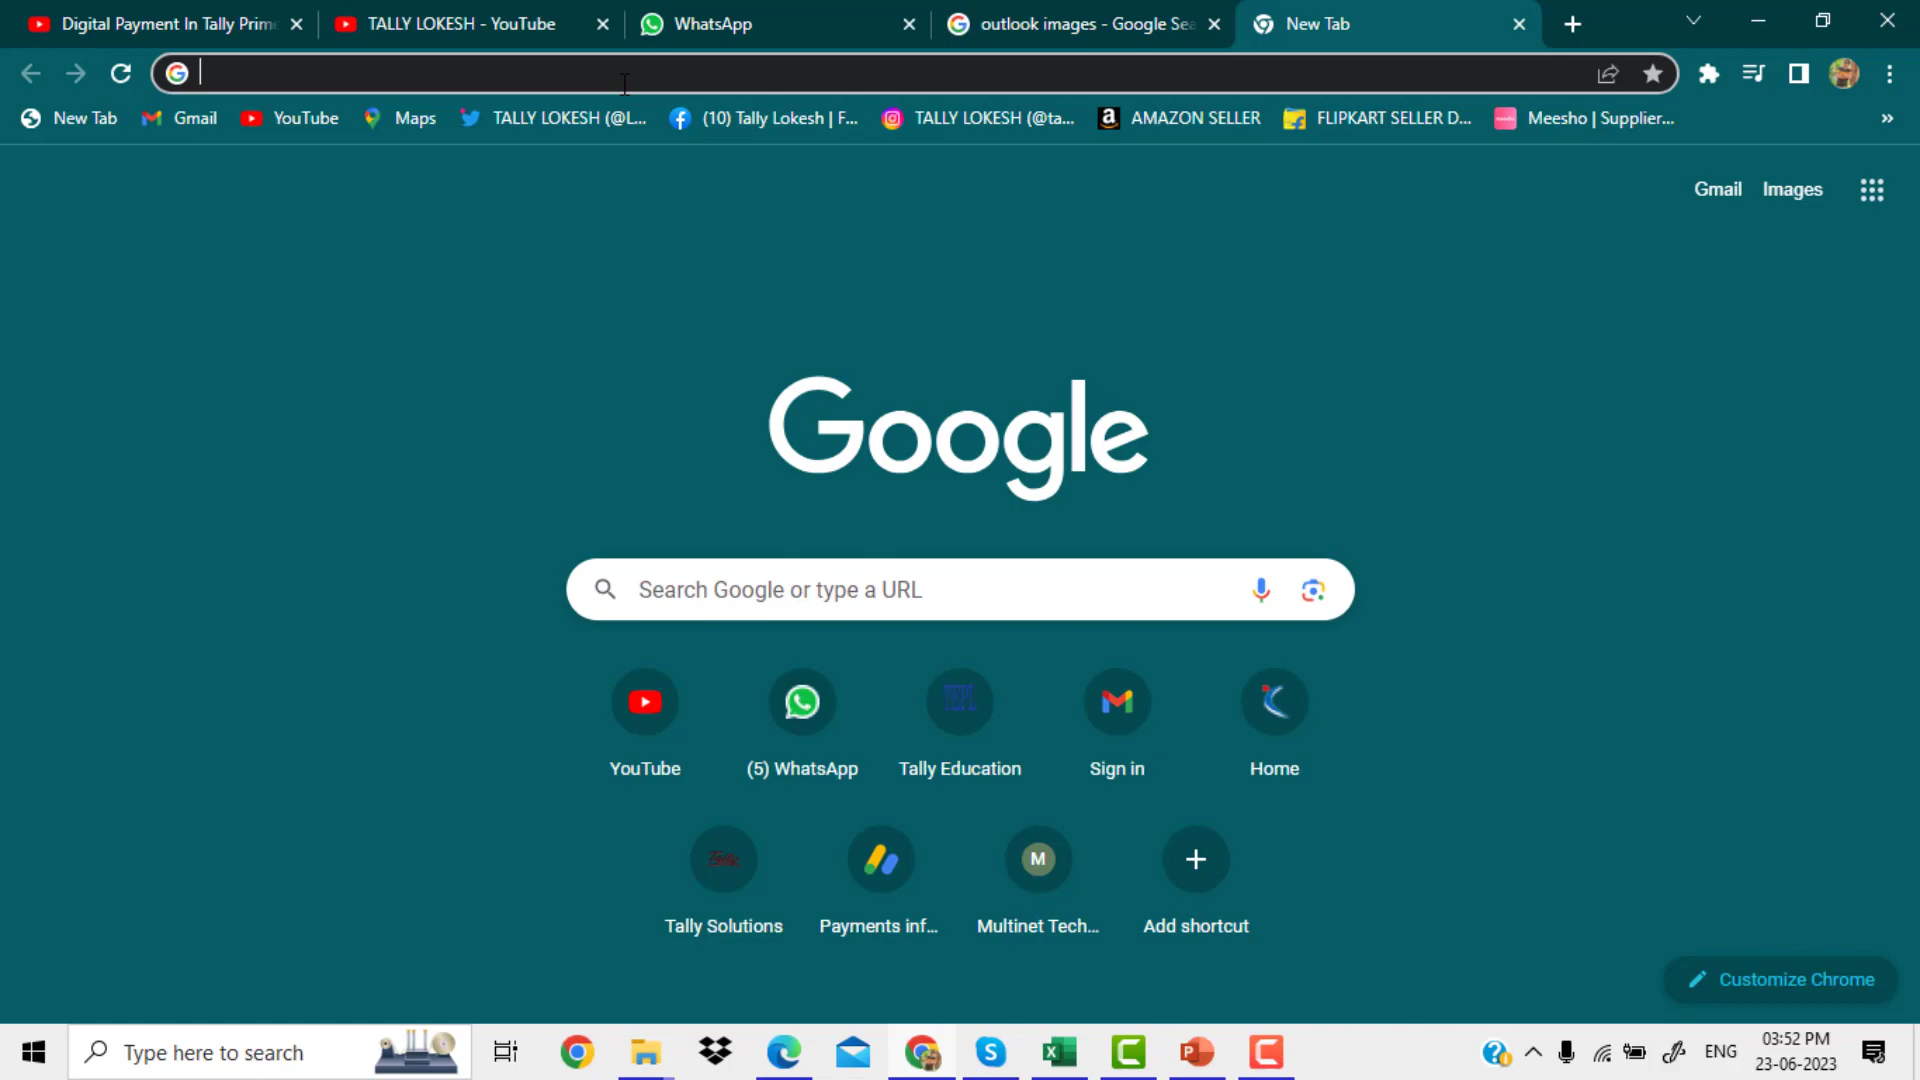 Digital Payment In Tally Prim
TALLY LOKESH - YouTube
WhatsApp
outlook images - Google Sea
New Tab
New Tab
Gmail
YouTube
Maps
TALLY LOKESH (@L...
(10) Tally Lokesh | F...
TALLY LOKESH (@ta...
AMAZON SELLER
FLIPKART SELLER D...
Meesho | Supplier...
»
Gmail
Images
Google
Search Google or type a URL
YouTube
(5) WhatsApp
Tally Education
Sign in
Home
M
Tally Solutions
Payments inf...
Multinet Tech...
Add shortcut
Customize Chrome
Type here to search
ENG
03:52 PM
23-06-2023